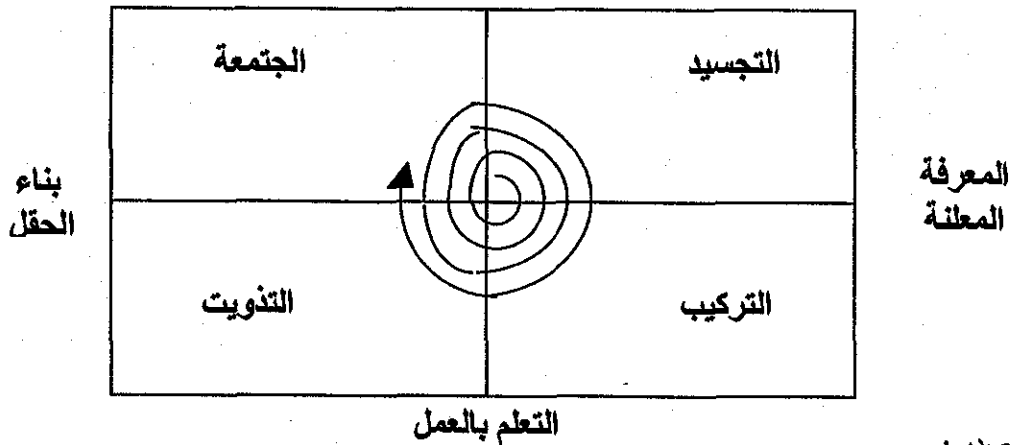 الجتمعة
التجسيد
بناء
الحقل
المعرفة
المعلنة
التذويت
التركيب
التعلم بالعمل